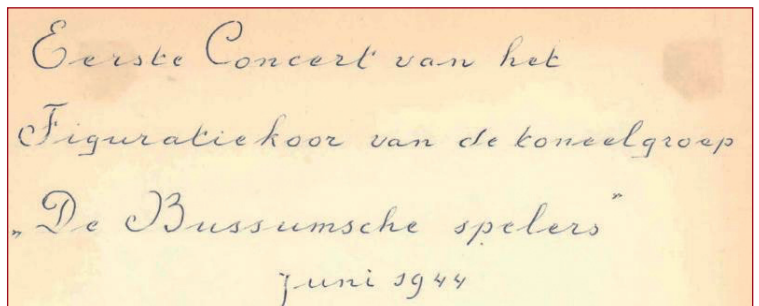 Eerste Concert van het
Figuratiekoor van de toneelgroep
„De Bussumsche spelers"
juni 1944